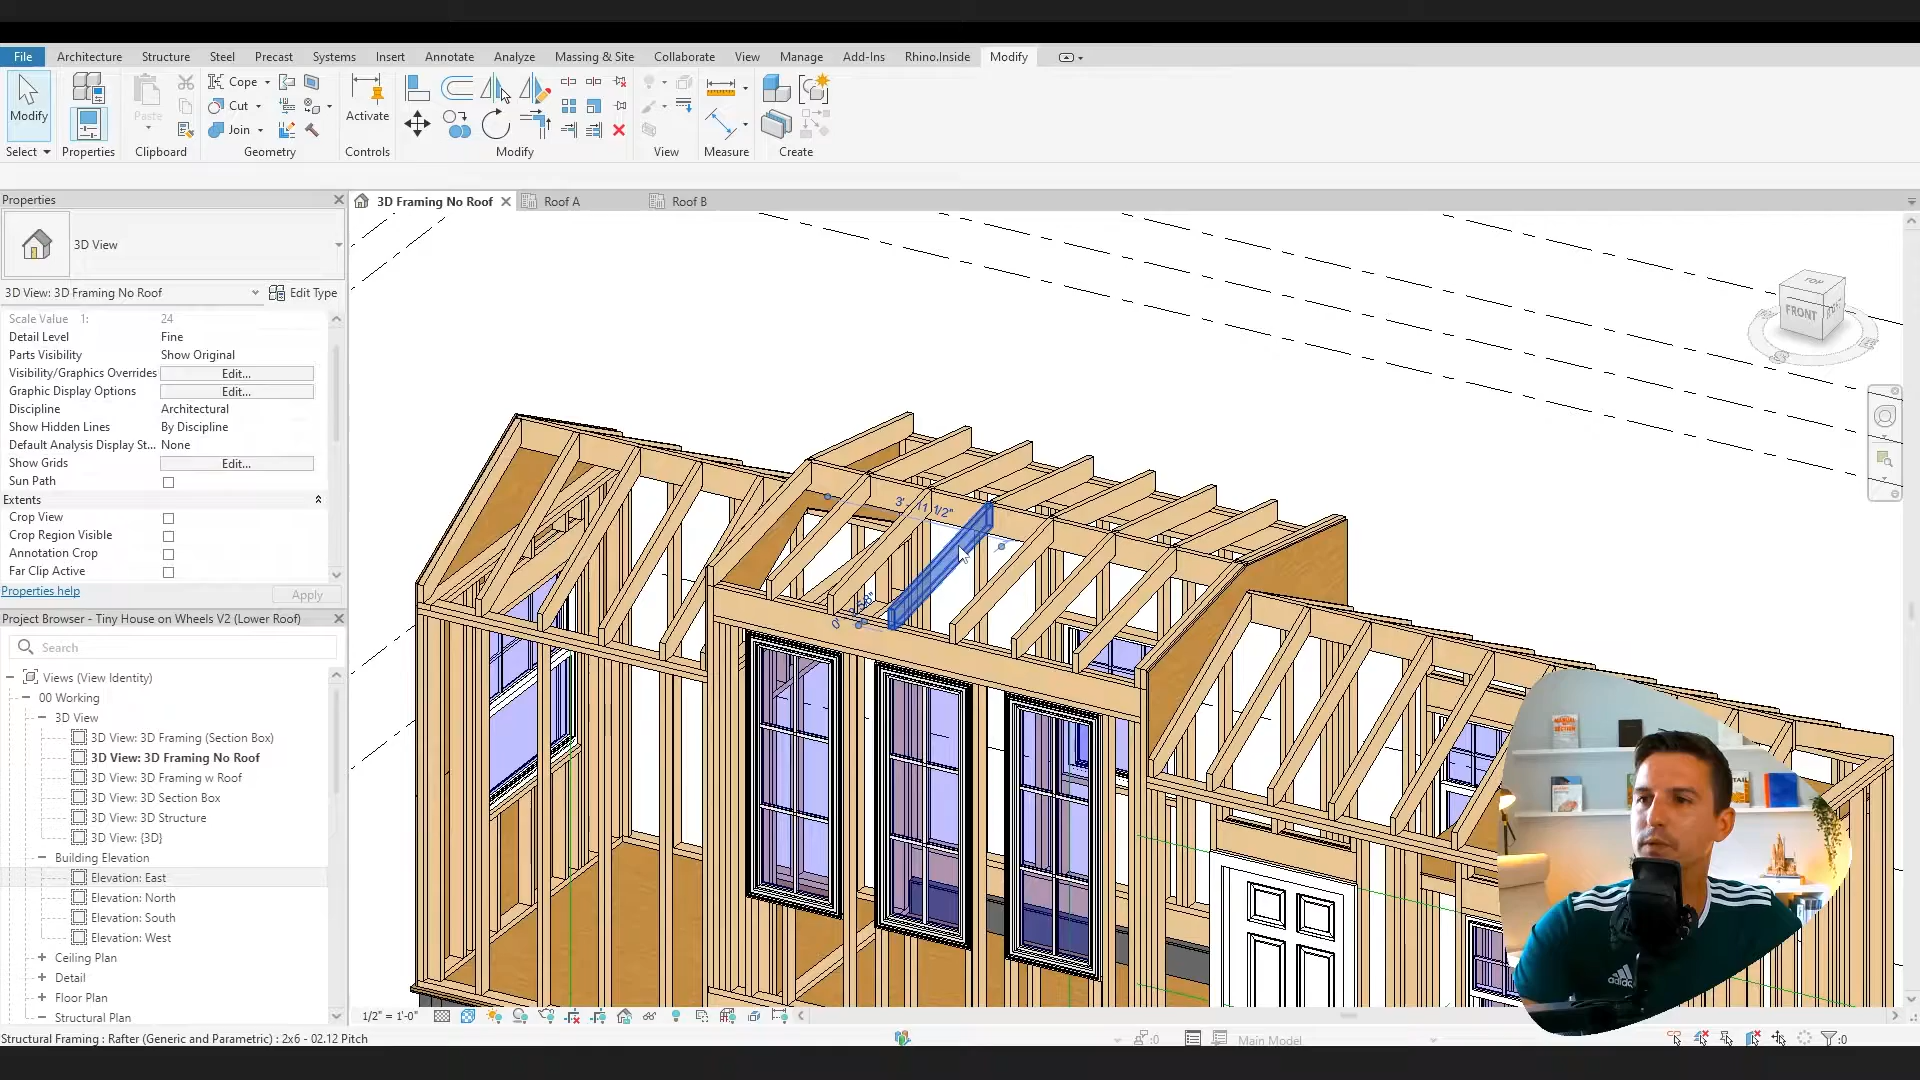 File Architecture Structure Steel Precast Systems Insert Annotate Analyze Massing & Site Collaborate View Manage Add-Ins Rhino.Inside Modify
Modify
Paste
Cope
Cut
Join
Activate
Select Properties Clipboard Geometry Controls Modify View Measure Create
Properties
3D View
3D View: 3D Framing No Roof
Edit Type
Scale Value 1: 24
Detail Level Fine
Parts Visibility Show Original
Visibility/Graphics Overrides Edit...
Graphic Display Options Edit...
Discipline Architectural
Show Hidden Lines By Discipline
Default Analysis Display St... None
Show Grids Edit...
Sun Path
Extents
Crop View
Crop Region Visible
Annotation Crop
Far Clip Active
Properties help
Apply
Project Browser - Tiny House on Wheels V2 (Lower Roof)
Search
Views (View Identity)
00 Working
3D View
3D View: 3D Framing (Section Box)
3D View: 3D Framing No Roof
3D View: 3D Framing w Roof
3D View: 3D Section Box
3D View: 3D Structure
3D View: {3D}
Building Elevation
Elevation: East
Elevation: North
Elevation: South
Elevation: West
Ceiling Plan
Detail
Floor Plan
Structural Plan
3D Framing No Roof
Roof A
Roof B
TOP
FRONT
3' - 11 1/2"
1/2" = 1'-0"
adidas
Structural Framing : Rafter (Generic and Parametric) : 2x6 - 02.12 Pitch
:0
Main Model
:0